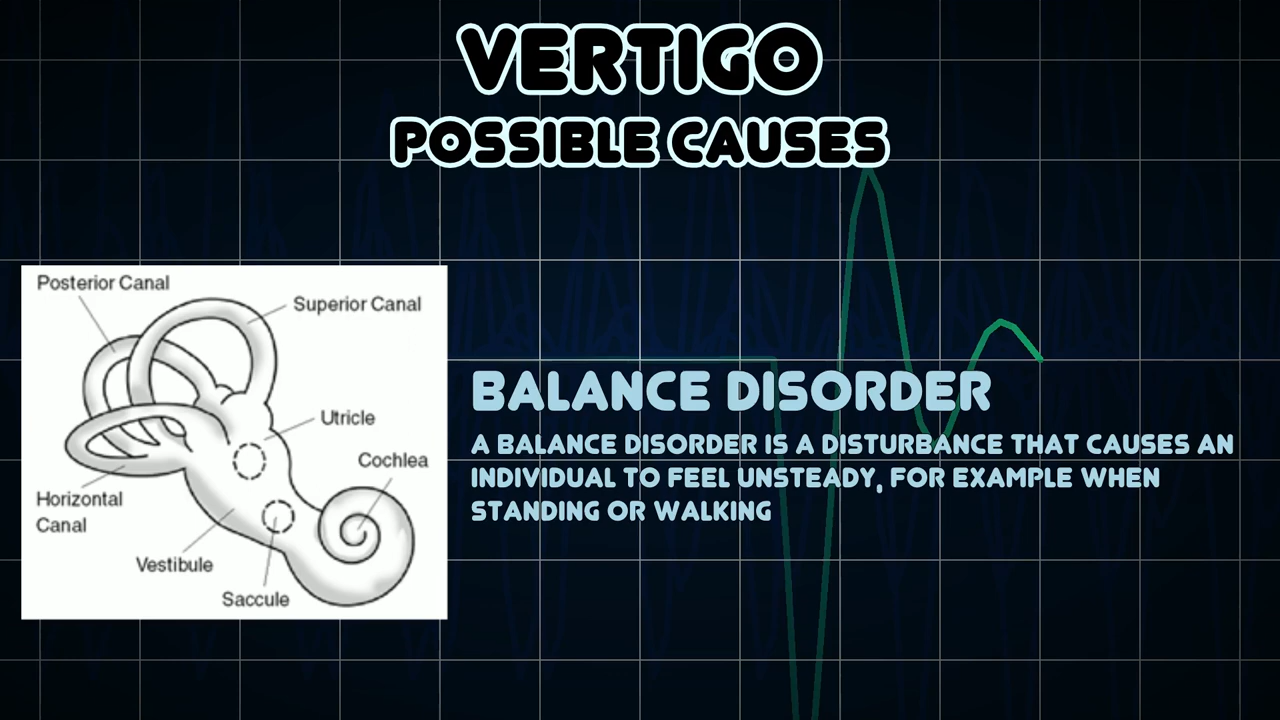 VERTIGO
POSSIBLE CAUSES
Posterior Canal
Superior Canal
Utricle
Cochlea
Horizontal
Canal
Vestibule
Saccule
BALANCE DISORDER
A BALANCE DISORDER IS A DISTURBANCE THAT CAUSES AN
INDIVIDUAL TO FEEL UNSTEADY, FOR EXAMPLE WHEN
STANDING OR WALKING